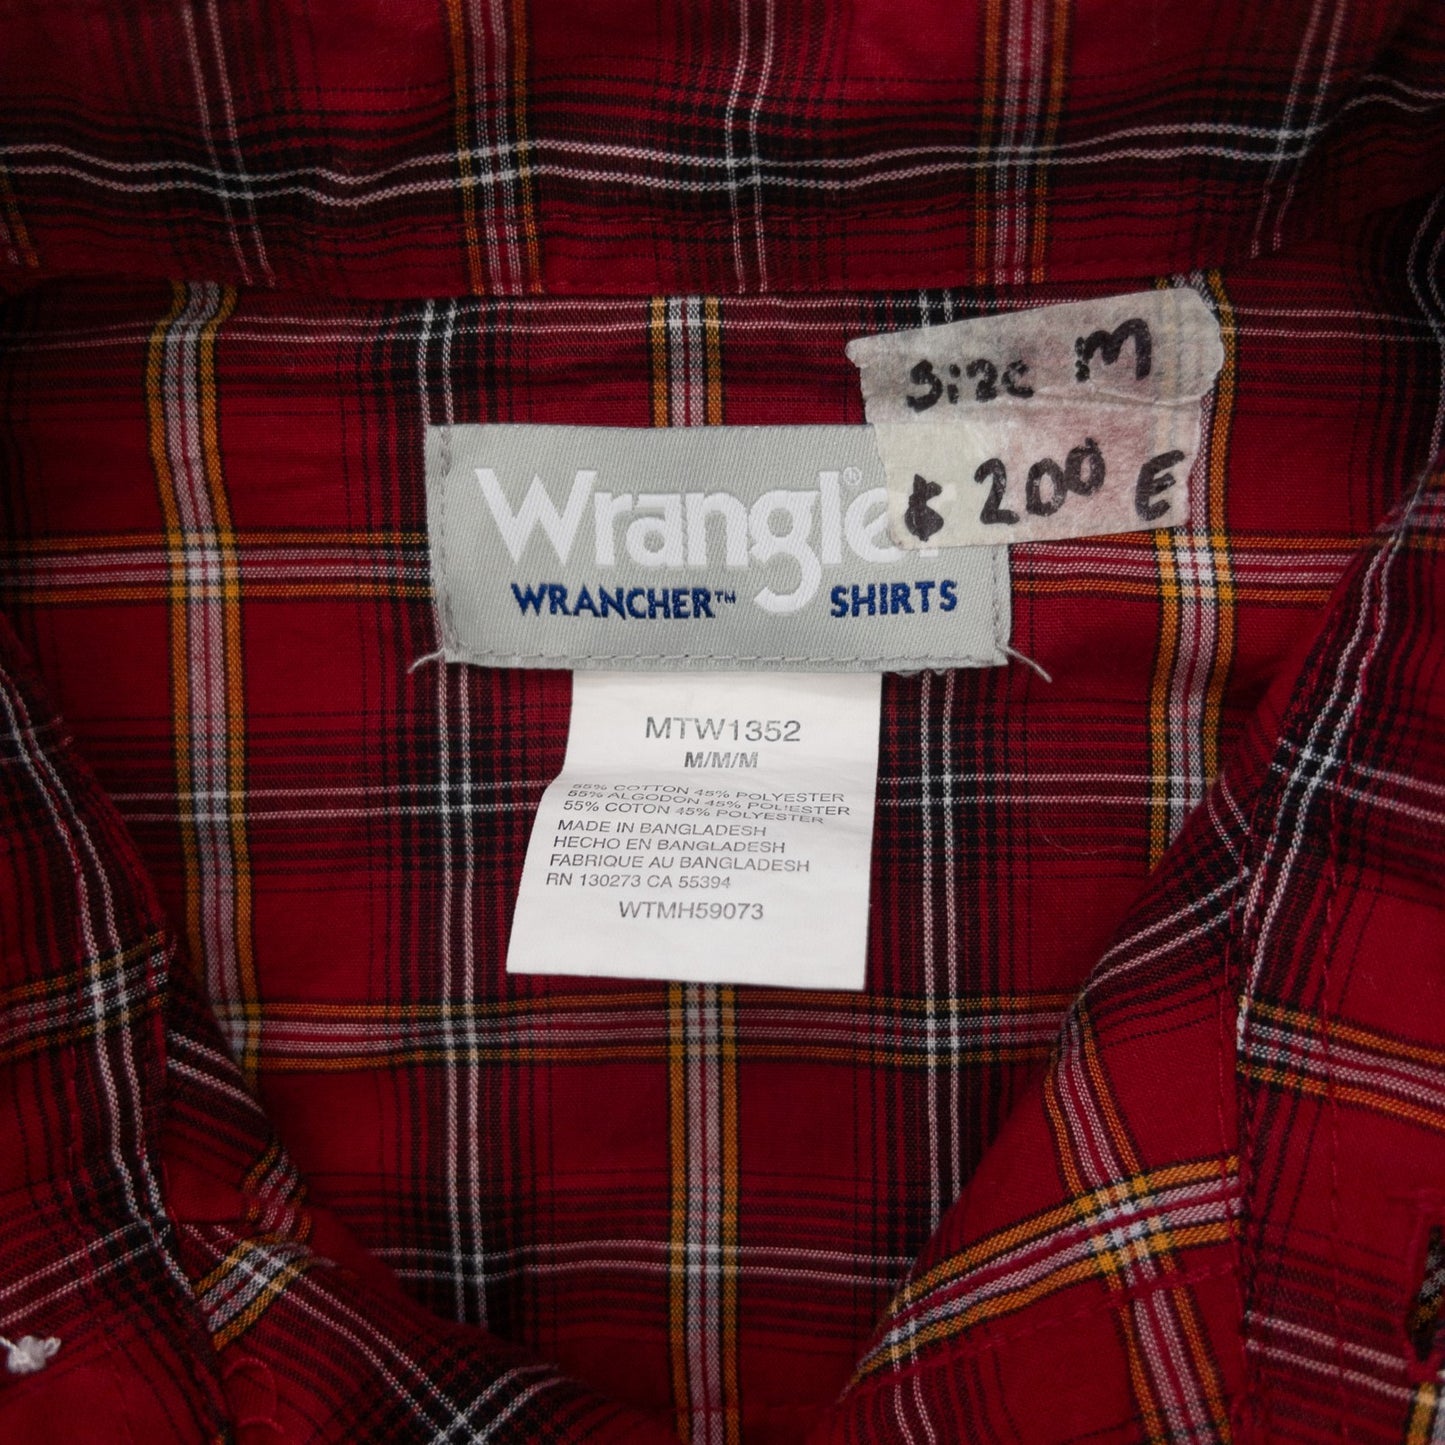 Size M
$ 200 E
Wrangler®
WRANCHER™ SHIRTS
MTW1352
M/M/M
55% COTTON 45% POLYESTER
55% ALGODON 45% POLIESTER
55% COTON 45% POLYESTER
MADE IN BANGLADESH
HECHO EN BANGLADESH
FABRIQUE AU BANGLADESH
RN 130273 CA 55394
WTMH59073